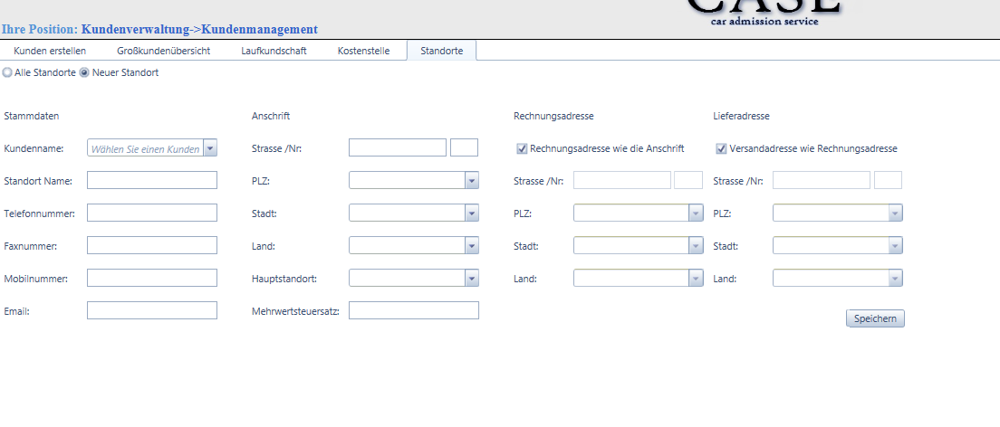 CASE
car admission service
Ihre Position: Kundenverwaltung->Kundenmanagement
Kunden erstellen Großkundenübersicht Laufkundschaft Kostenstelle Standorte
Alle Standorte Neuer Standort
Stammdaten Anschrift Rechnungsadresse Lieferadresse
Kundenname: Wählen Sie einen Kunden Strasse /Nr: Rechnungsadresse wie die Anschrift Versandadresse wie Rechnungsadresse
Standort Name: PLZ: Strasse /Nr: Strasse /Nr:
Telefonnummer: Stadt: PLZ: PLZ:
Faxnummer: Land: Stadt: Stadt:
Mobilnummer: Hauptstandort: Land: Land:
Email: Mehrwertsteuersatz:
Speichern